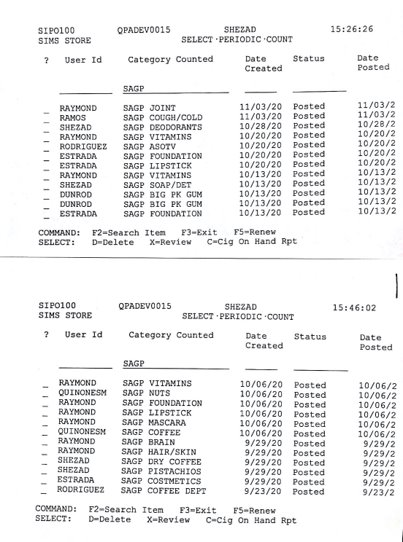 SIPO100 QPADEV0015 SHEZAD 15:26:26
SIMS STORE SELECT PERIODIC COUNT
? User Id Category Counted Date Created Status Date Posted
SAGP
_ RAYMOND SAGP JOINT 11/03/20 Posted 11/03/2
_ RAMOS SAGP COUGH/COLD 11/03/20 Posted 11/03/2
_ SHEZAD SAGP DEODORANTS 10/28/20 Posted 10/28/2
_ RAYMOND SAGP VITAMINS 10/20/20 Posted 10/20/2
_ RODRIGUEZ SAGP ASOTV 10/20/20 Posted 10/20/2
_ ESTRADA SAGP FOUNDATION 10/20/20 Posted 10/20/2
_ ESTRADA SAGP LIPSTICK 10/20/20 Posted 10/20/2
_ RAYMOND SAGP VITAMINS 10/13/20 Posted 10/13/2
_ SHEZAD SAGP SOAP/DET 10/13/20 Posted 10/13/2
_ DUNROD SAGP BIG PK GUM 10/13/20 Posted 10/13/2
_ DUNROD SAGP BIG PK GUM 10/13/20 Posted 10/13/2
_ ESTRADA SAGP FOUNDATION 10/13/20 Posted 10/13/2
COMMAND: F2=Search Item F3=Exit F5=Renew
SELECT: D=Delete X=Review C=Cig On Hand Rpt
SIPO100 QPADEV0015 SHEZAD 15:46:02
SIMS STORE SELECT PERIODIC COUNT
? User Id Category Counted Date Created Status Date Posted
SAGP
_ RAYMOND SAGP VITAMINS 10/06/20 Posted 10/06/2
_ QUINONESM SAGP NUTS 10/06/20 Posted 10/06/2
_ RAYMOND SAGP FOUNDATION 10/06/20 Posted 10/06/2
_ RAYMOND SAGP LIPSTICK 10/06/20 Posted 10/06/2
_ RAYMOND SAGP MASCARA 10/06/20 Posted 10/06/2
_ QUINONESM SAGP COFFEE 10/06/20 Posted 10/06/2
_ RAYMOND SAGP BRAIN 9/29/20 Posted 9/29/2
_ RAYMOND SAGP HAIR/SKIN 9/29/20 Posted 9/29/2
_ SHEZAD SAGP DRY COFFEE 9/29/20 Posted 9/29/2
_ SHEZAD SAGP PISTACHIOS 9/29/20 Posted 9/29/2
_ ESTRADA SAGP COSTMETICS 9/29/20 Posted 9/29/2
_ RODRIGUEZ SAGP COFFEE DEPT 9/23/20 Posted 9/23/2
COMMAND: F2=Search Item F3=Exit F5=Renew
SELECT: D=Delete X=Review C=Cig On Hand Rpt